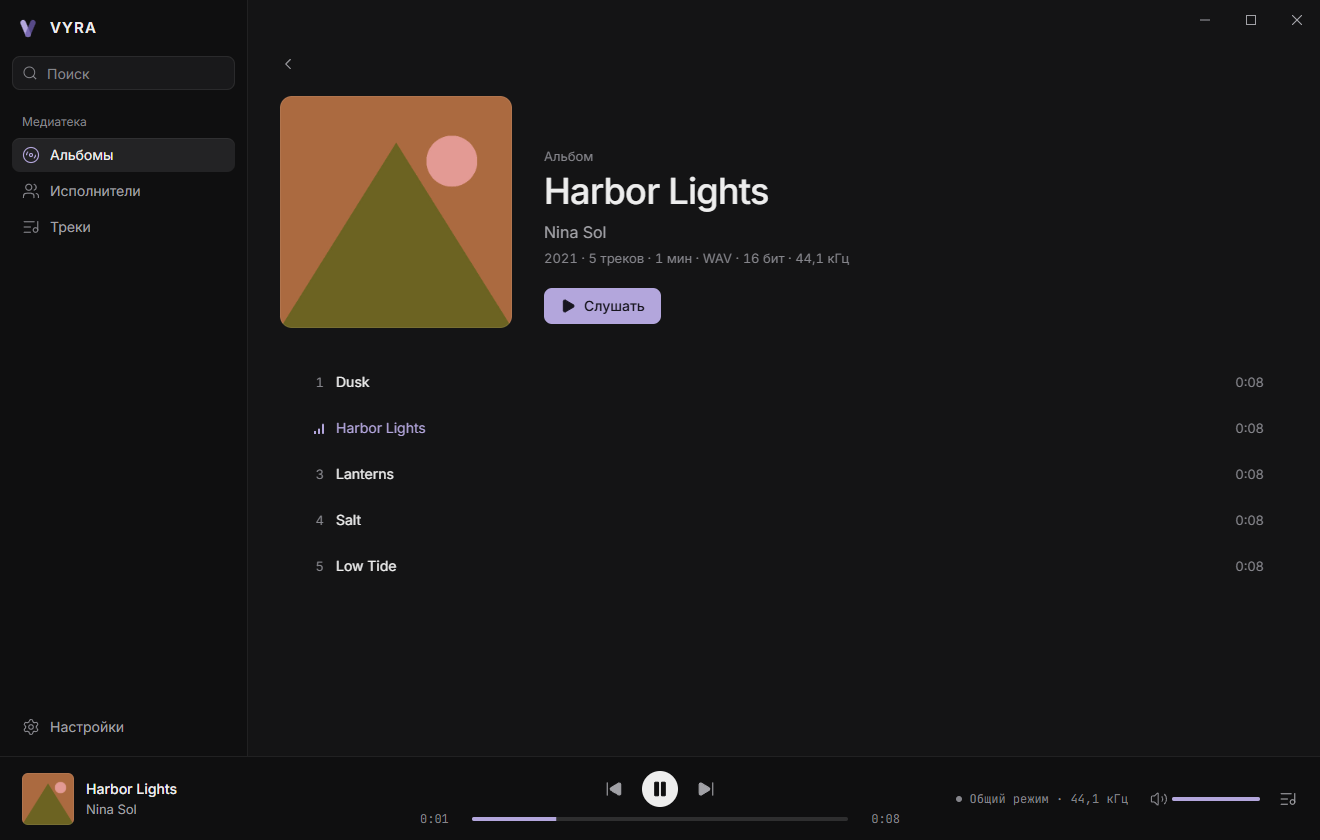 VYRA
Поиск
Медиатека
Альбомы
Исполнители
Треки
Настройки
Альбом
Harbor Lights
Nina Sol
2021 · 5 треков · 1 мин · WAV · 16 бит · 44,1 кГц
Слушать
1 Dusk 0:08
Harbor Lights 0:08
3 Lanterns 0:08
4 Salt 0:08
5 Low Tide 0:08
Harbor Lights
Nina Sol
0:01 0:08
Общий режим · 44,1 кГц